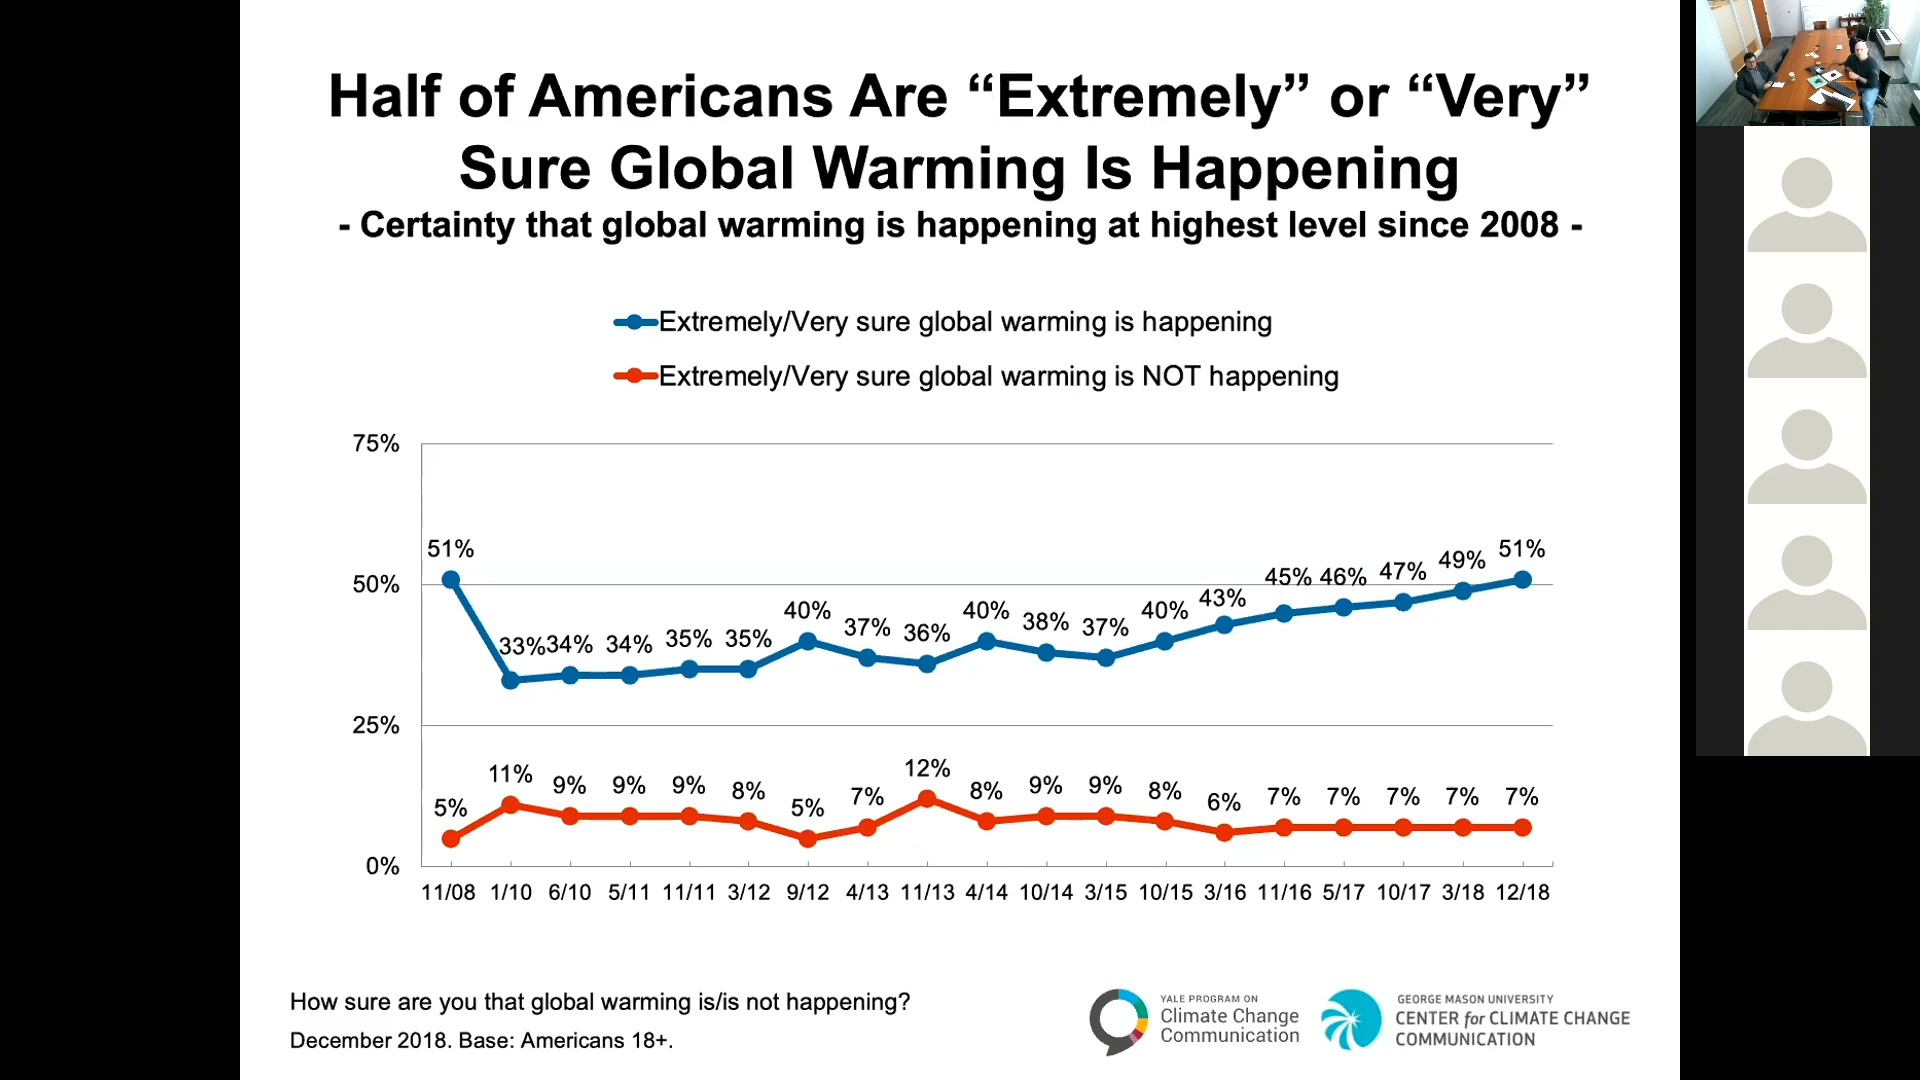 Half of Americans Are “Extremely” or “Very”
Sure Global Warming Is Happening
- Certainty that global warming is happening at highest level since 2008 -
Extremely/Very sure global warming is happening
Extremely/Very sure global warming is NOT happening
75%
50%
25%
0%
51% 33% 34% 34% 35% 35% 40% 37% 36% 40% 38% 37% 40% 43% 45% 46% 47% 49% 51%
5% 11% 9% 9% 9% 8% 5% 7% 12% 8% 9% 9% 8% 6% 7% 7% 7% 7% 7%
11/08 1/10 6/10 5/11 11/11 3/12 9/12 4/13 11/13 4/14 10/14 3/15 10/15 3/16 11/16 5/17 10/17 3/18 12/18
How sure are you that global warming is/is not happening?
December 2018. Base: Americans 18+.
YALE PROGRAM ON
Climate Change
Communication
GEORGE MASON UNIVERSITY
CENTER for CLIMATE CHANGE
COMMUNICATION